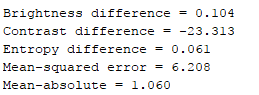 Brightness difference = 0.104
Contrast difference = -23.313
Entropy difference = 0.061
Mean-squared error = 6.208
Mean-absolute = 1.060